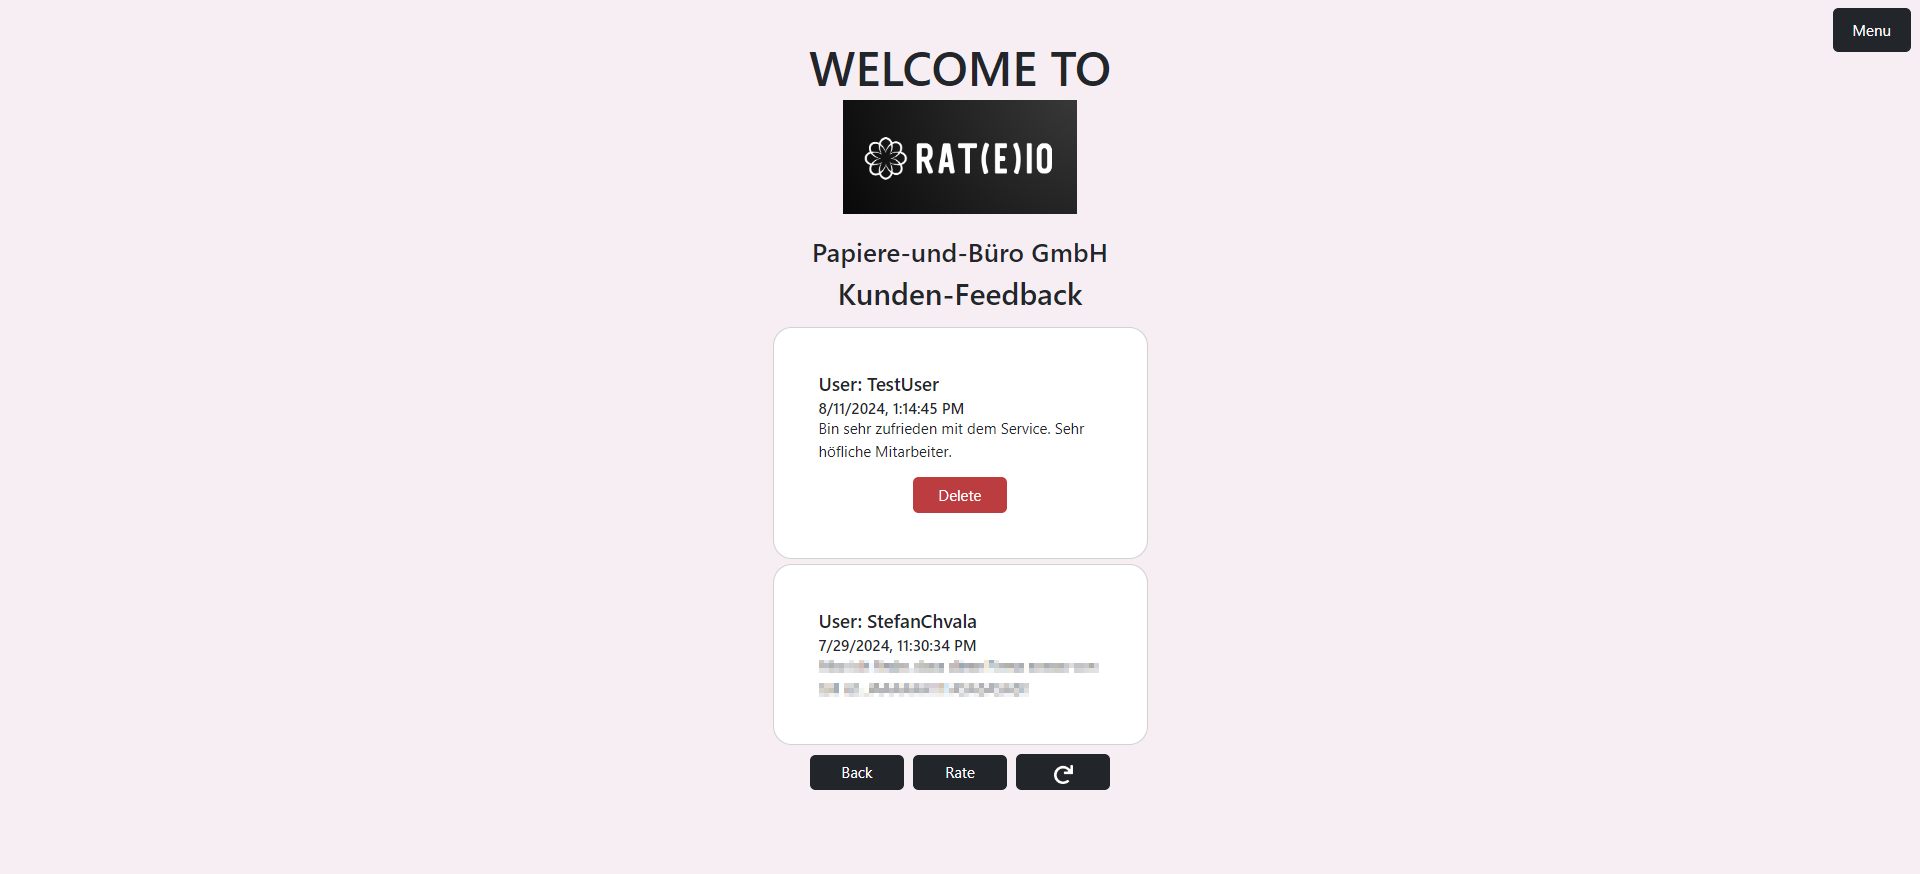 Menu
WELCOME TO
RAT(E)IO
Papiere-und-Büro GmbH
Kunden-Feedback
User: TestUser
8/11/2024, 1:14:45 PM
Bin sehr zufrieden mit dem Service. Sehr
höfliche Mitarbeiter.
Delete
User: StefanChvala
7/29/2024, 11:30:34 PM
Back
Rate